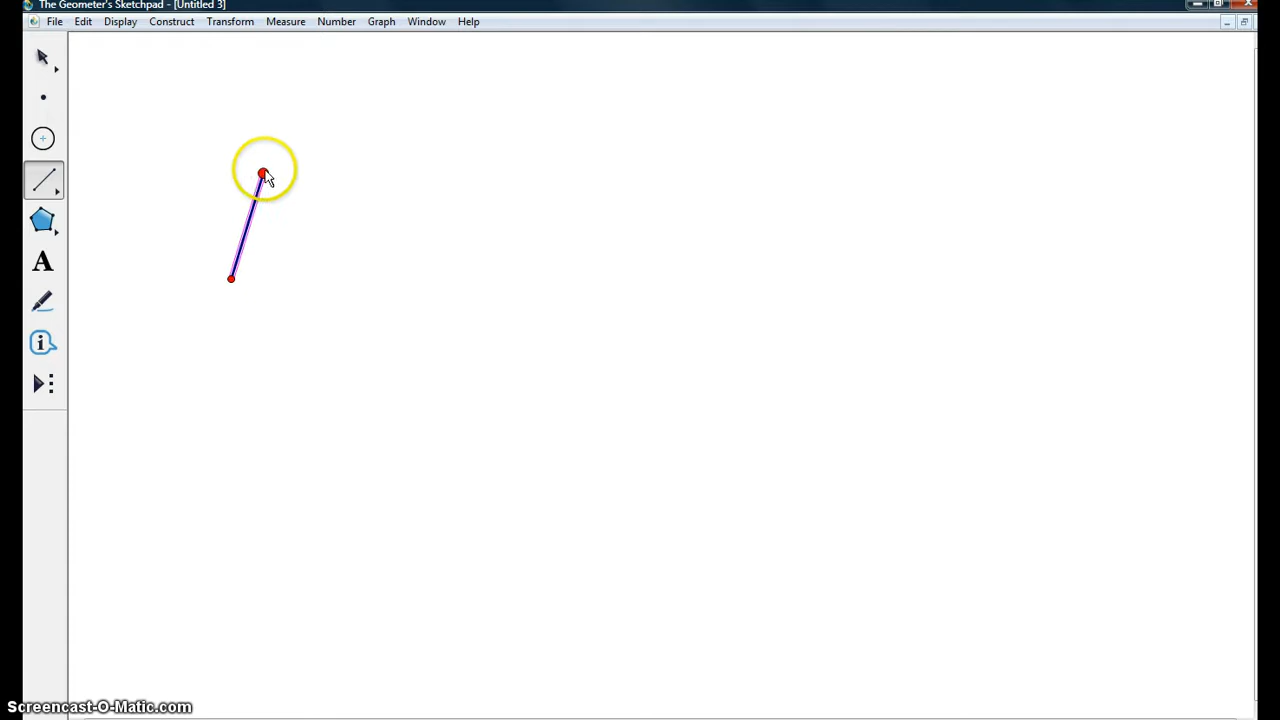 The Geometer's Sketchpad - [Untitled 3]
File Edit Display Construct Transform Measure Number Graph Window Help
A
i
Screencast-O-Matic.com